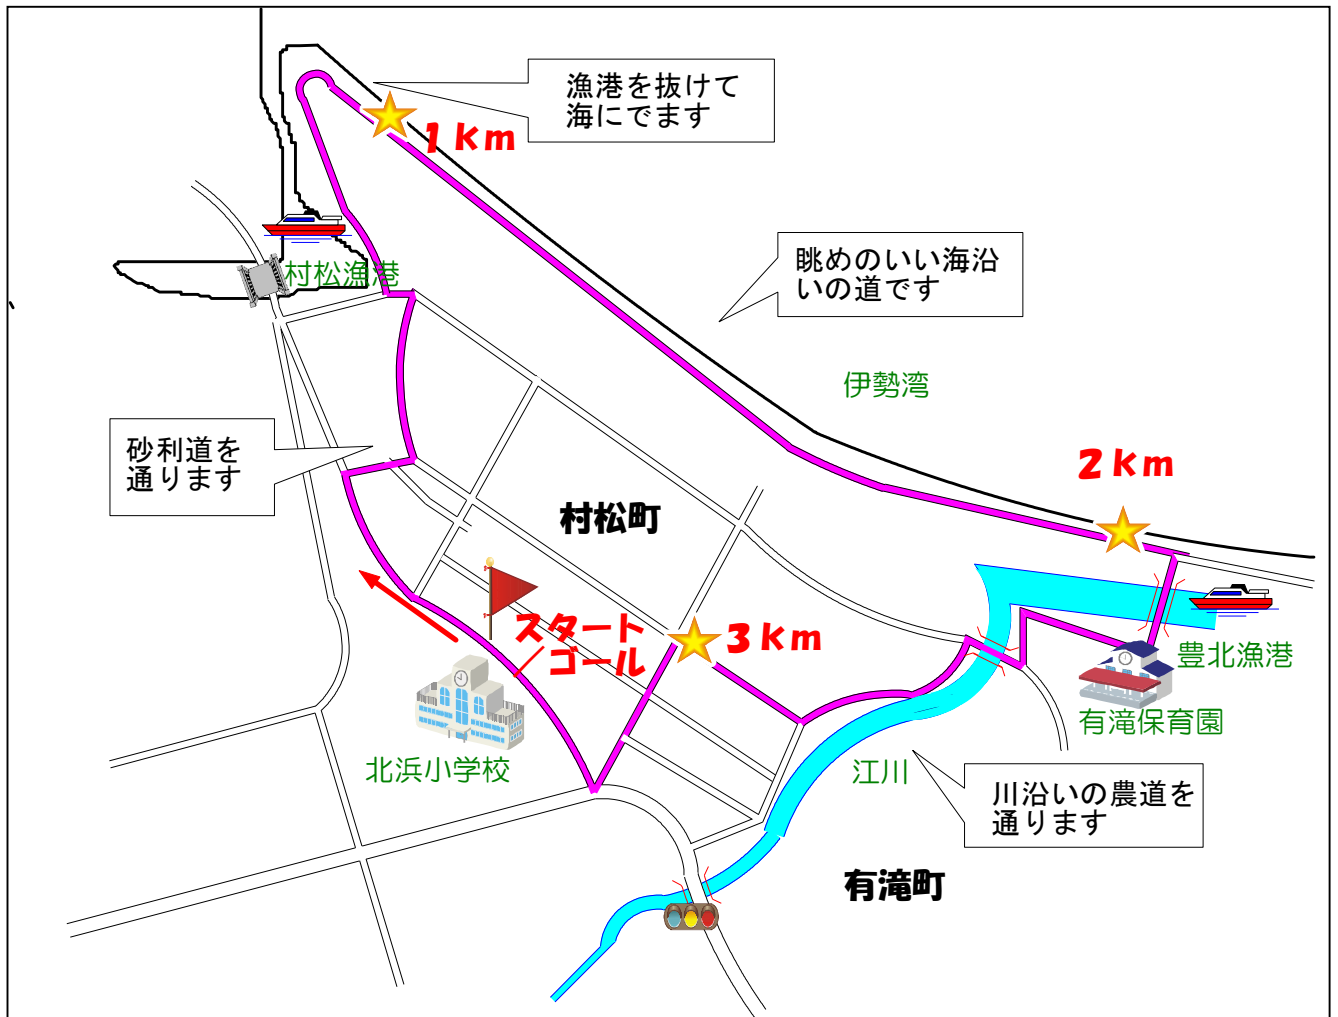 漁港を抜けて
海にでます
1km
村松漁港
眺めのいい海沿
いの道です
伊勢湾
砂利道を
通ります
2km
村松町
スタート
／ゴール
3km
豊北漁港
有滝保育園
北浜小学校
江川
川沿いの農道を
通ります
有滝町